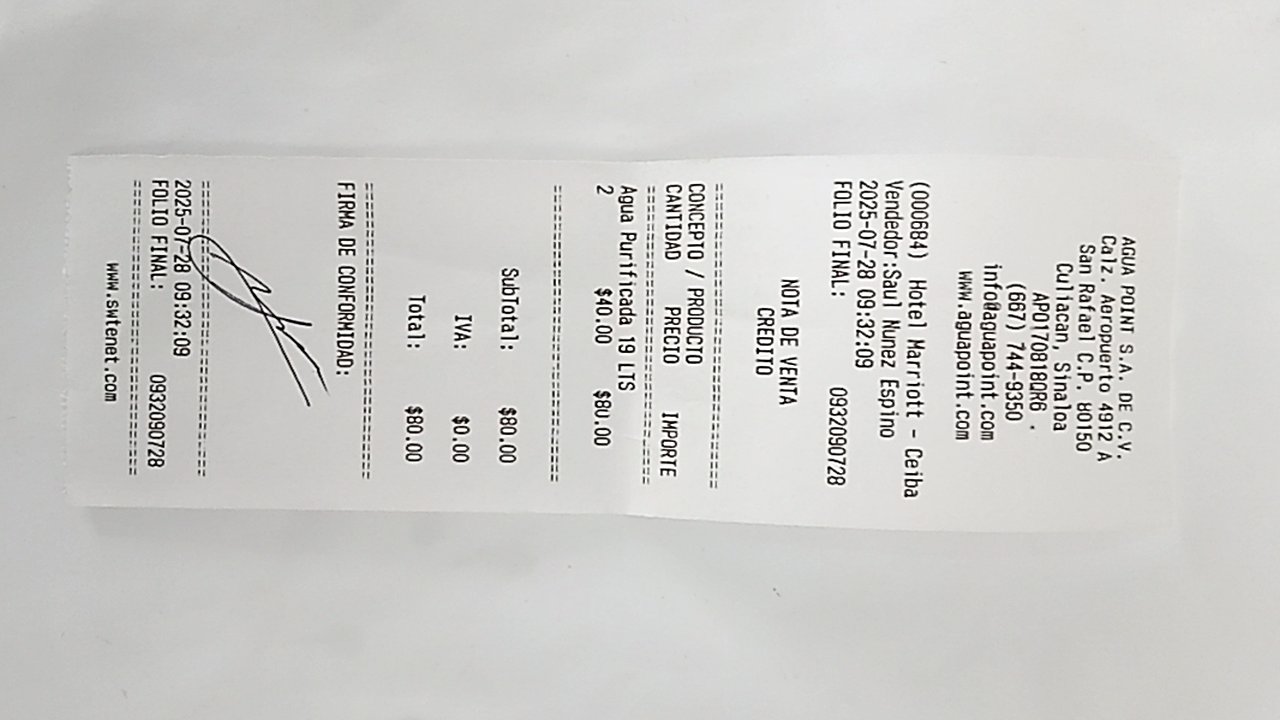 AGUA POINT S.A. DE C.V.
Calz. Aeropuerto 4912 A
San Rafael C.P. 80150
Culiacan, Sinaloa
APO170818QR6 .
(667) 744-9350
info@aguapoint.com
www.aguapoint.com
(000684) Hotel Marriott - Ceiba
Vendedor:Saul Nunez Espino
2025-07-28 09:32:09
FOLIO FINAL: 0932090728
NOTA DE VENTA
CREDITO
==============================
CONCEPTO / PRODUCTO
CANTIDAD PRECIO IMPORTE
==============================
Agua Purificada 19 LTS
2 $40.00 $80.00
==============================
SubTotal: $80.00
IVA: $0.00
Total: $80.00
==============================
FIRMA DE CONFORMIDAD:
==============================
2025-07-28 09:32:09
FOLIO FINAL: 0932090728
==============================
www.swtenet.com